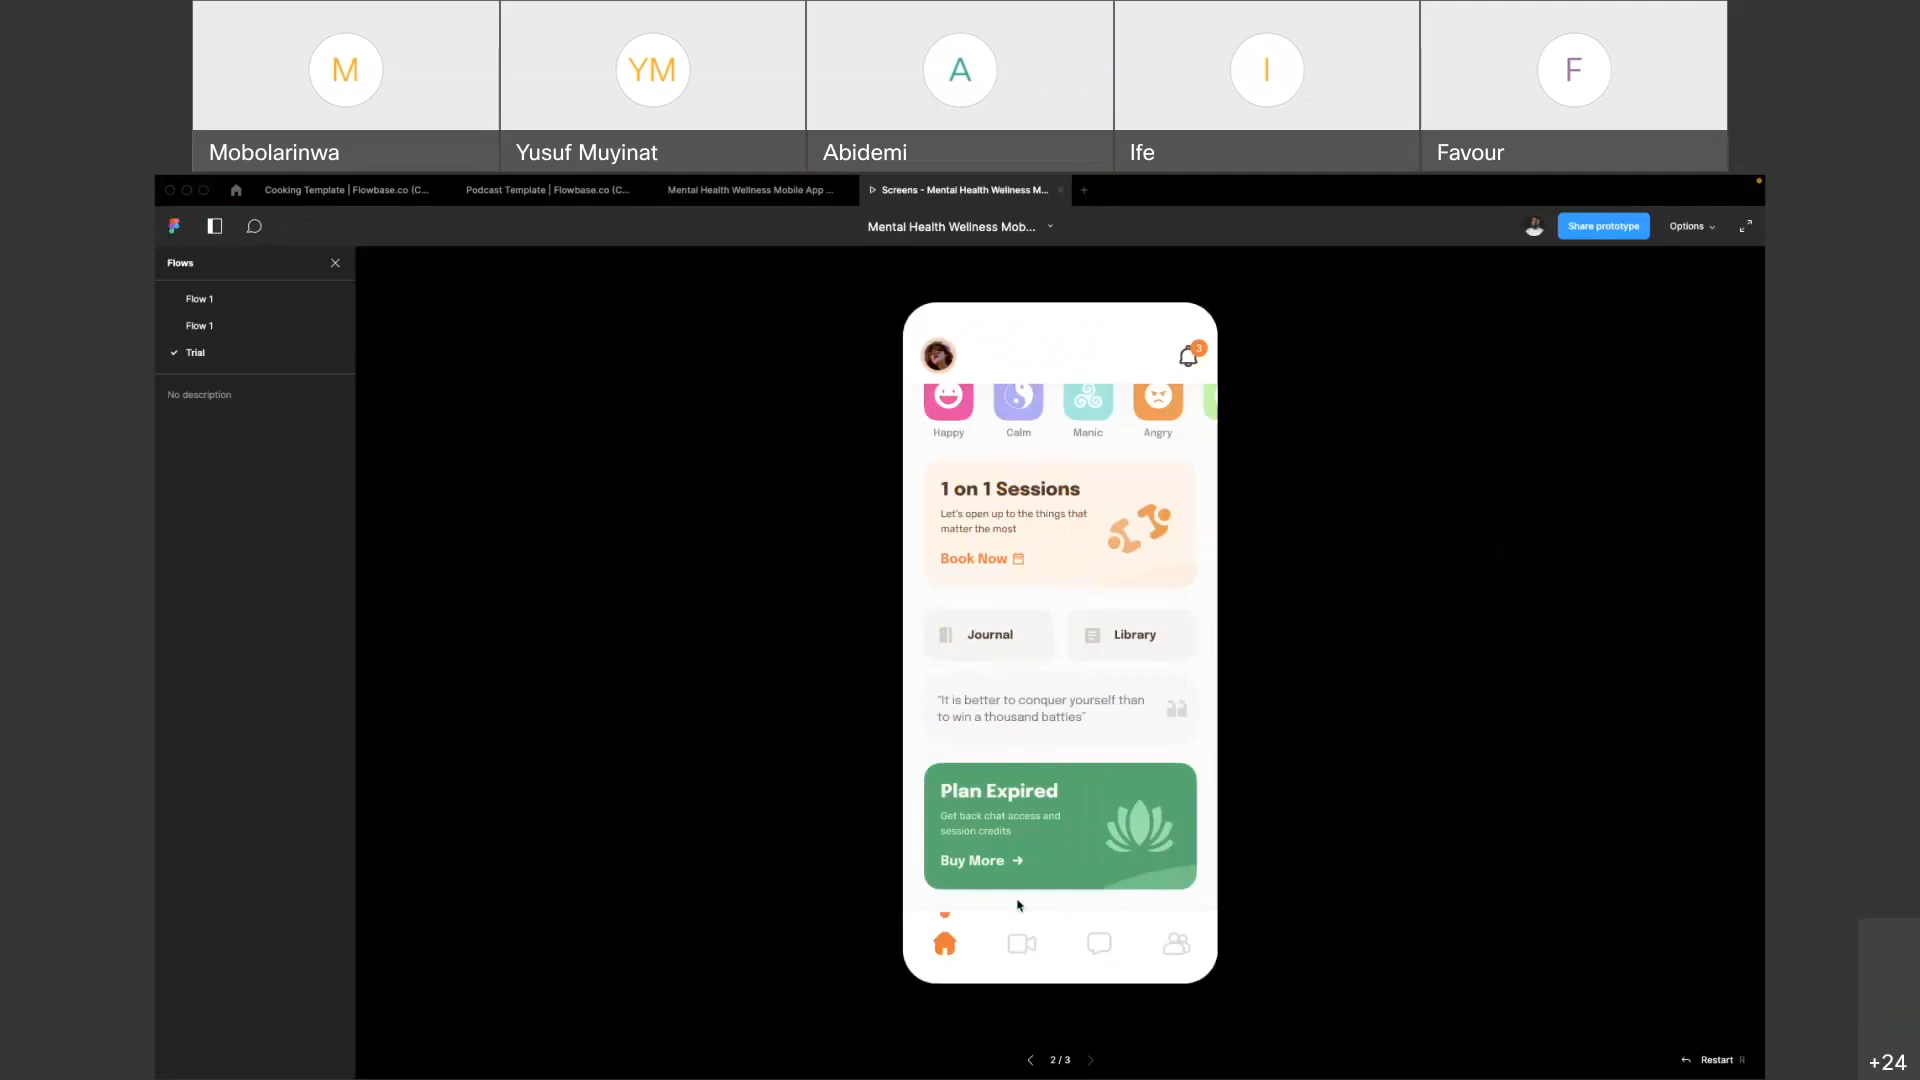 M
YM
A
I
F
Mobolarinwa
Yusuf Muyinat
Abidemi
Ife
Favour
Cooking Template | Flowbase.co (C...
Podcast Template | Flowbase.co (C...
Mental Health Wellness Mobile App ...
Screens - Mental Health Wellness M...
Mental Health Wellness Mob...
Share prototype
Options
Flows
Flow 1
Flow 1
Trial
No description
3
Happy
Calm
Manic
Angry
1 on 1 Sessions
Let's open up to the things that
matter the most
Book Now
Journal
Library
"It is better to conquer yourself than
to win a thousand battles"
Plan Expired
Get back chat access and
session credits
Buy More
2 / 3
Restart R
+24